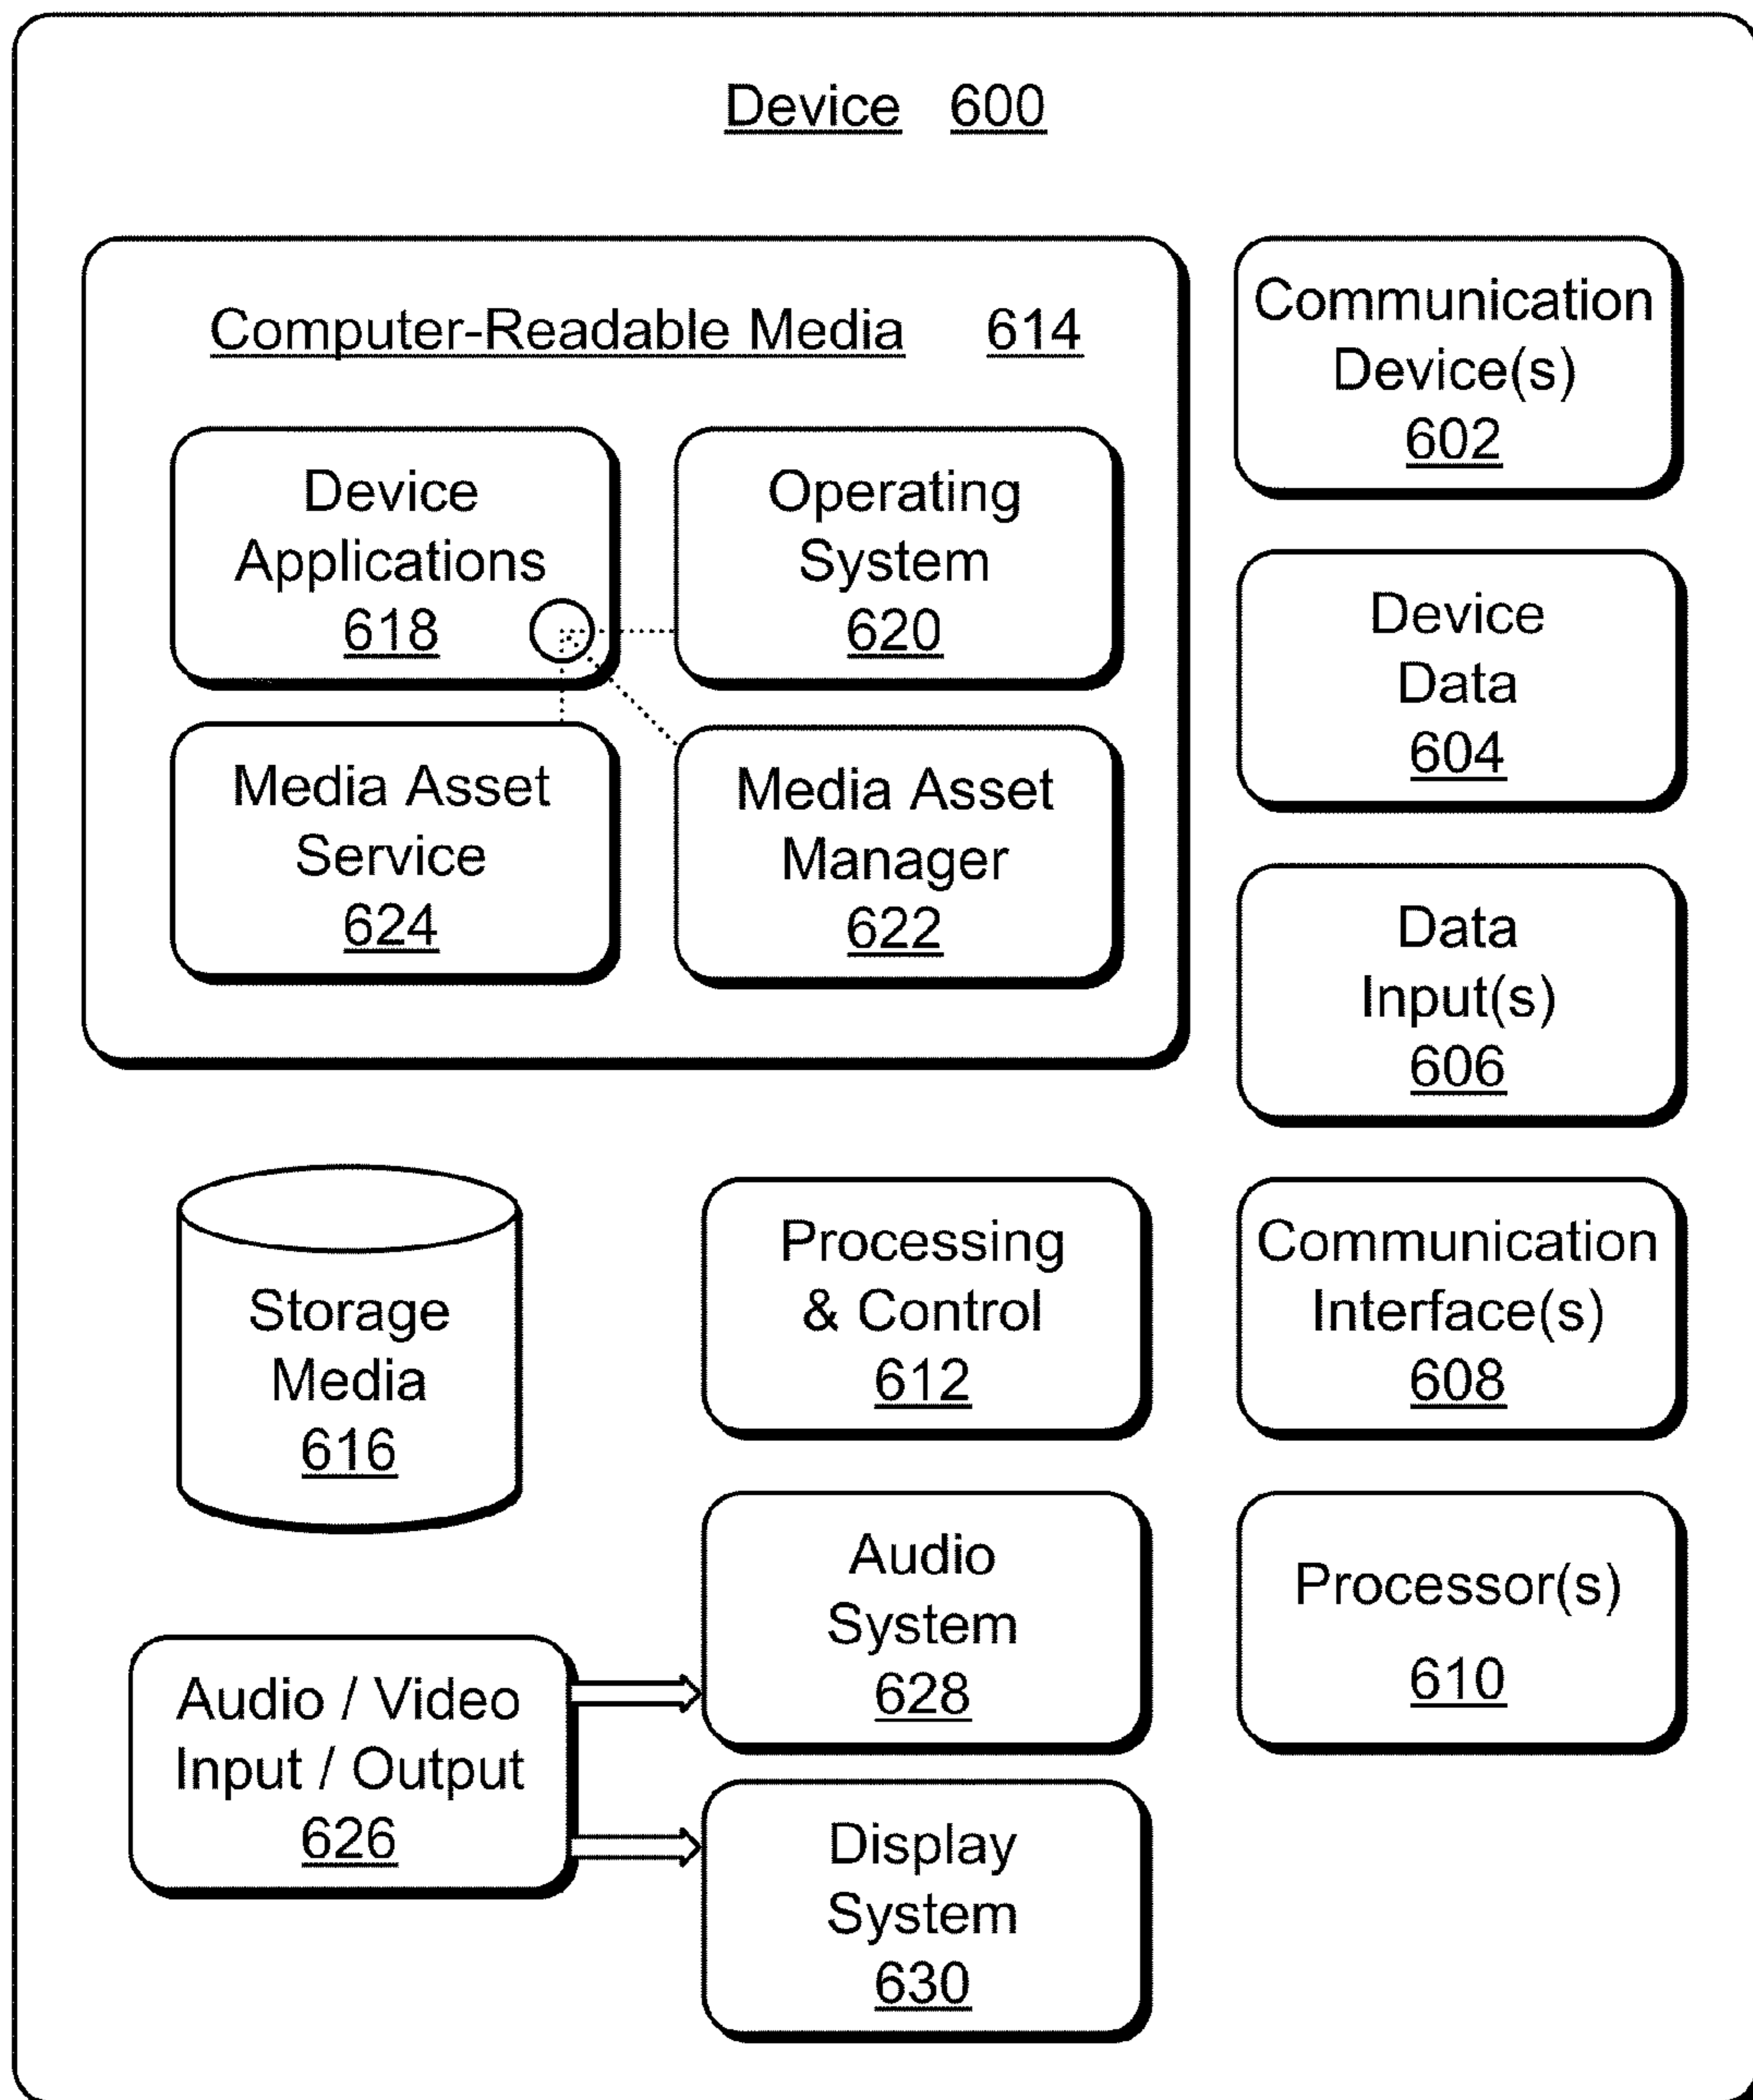 Device 600
Computer-Readable Media 614
Device
Applications
618
Operating
System
620
Media Asset
Service
624
Media Asset
Manager
622
Communication
Device(s)
602
Device
Data
604
Data
Input(s)
606
Storage
Media
616
Processing
& Control
612
Communication
Interface(s)
608
Audio
System
628
Processor(s)
610
Audio / Video
Input / Output
626
Display
System
630